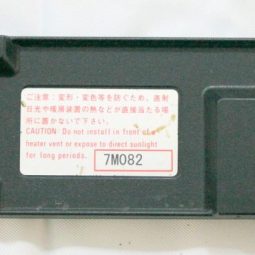 ご注意：変形・変色等を防ぐため、直射
日光や暖房装置の熱などが直接当たる場
所に置かないで下さい。
CAUTION: Do not install in front of a
heater vent or expose to direct sunlight
for long periods.
7M082